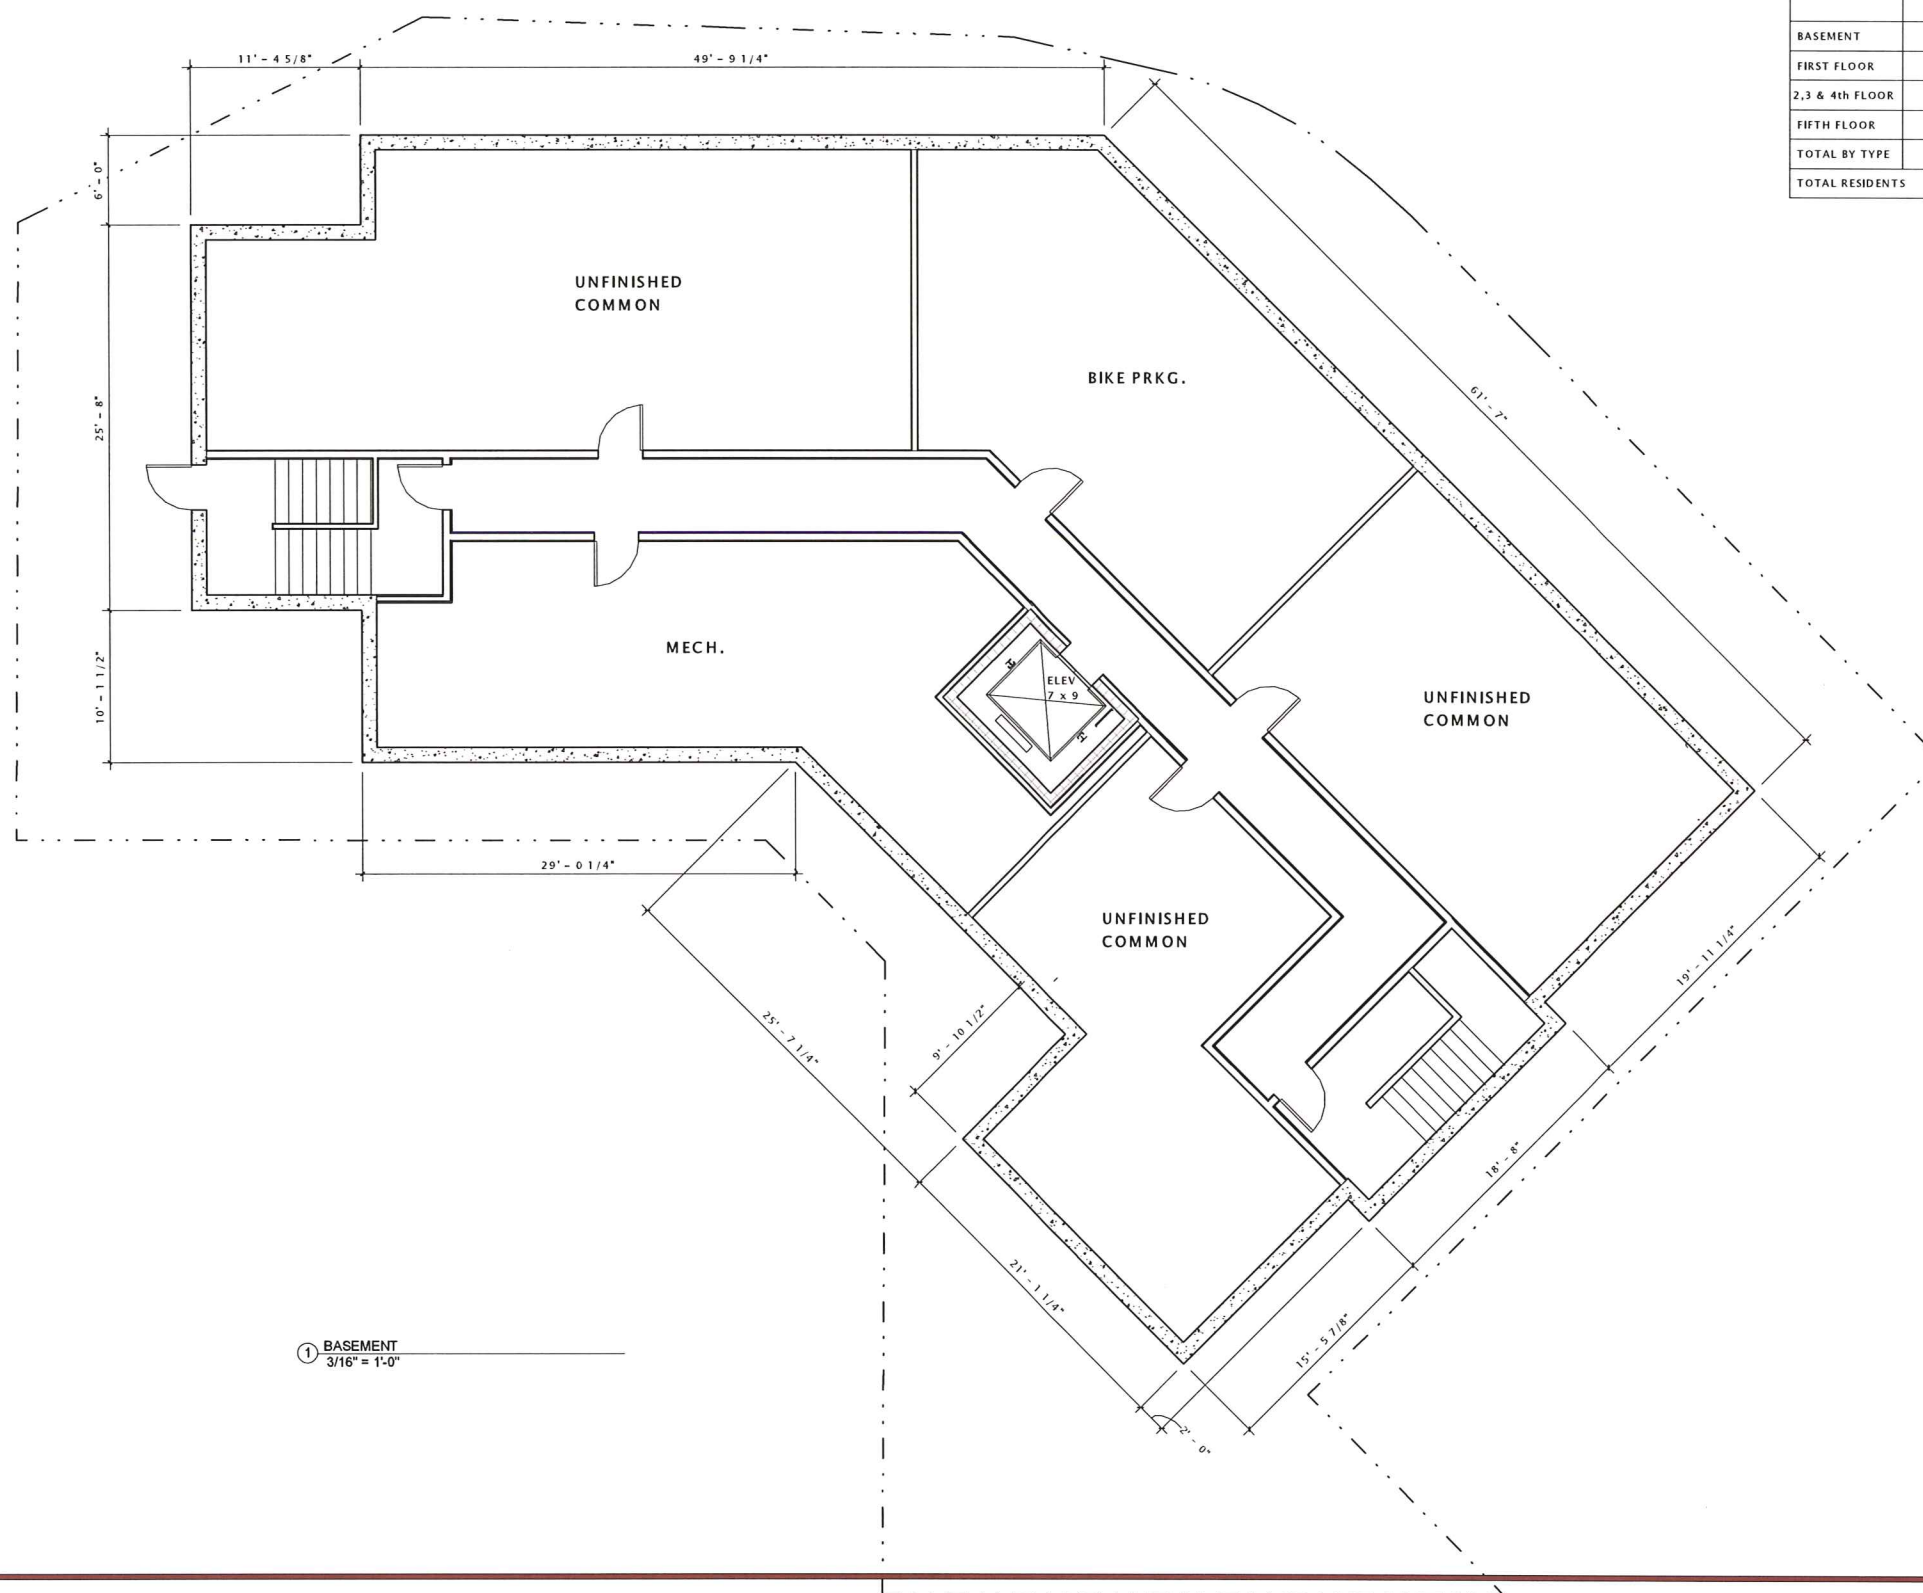 BASEMENT
FIRST FLOOR
2,3 & 4th FLOOR
FIFTH FLOOR
TOTAL BY TYPE
TOTAL RESIDENTS
11' - 4 5/8"
49' - 9 1/4"
6' - 0"
25' - 8"
10' - 1 1/2"
UNFINISHED
COMMON
BIKE PRKG.
61' - 7"
MECH.
ELEV
7 x 9
UNFINISHED
COMMON
29' - 0 1/4"
UNFINISHED
COMMON
25' - 7 1/4"
9' - 10 1/2"
19' - 11 1/4"
18' - 8"
21' - 1 1/4"
15' - 5 7/8"
2' - 0"
1 BASEMENT
3/16" = 1'-0"